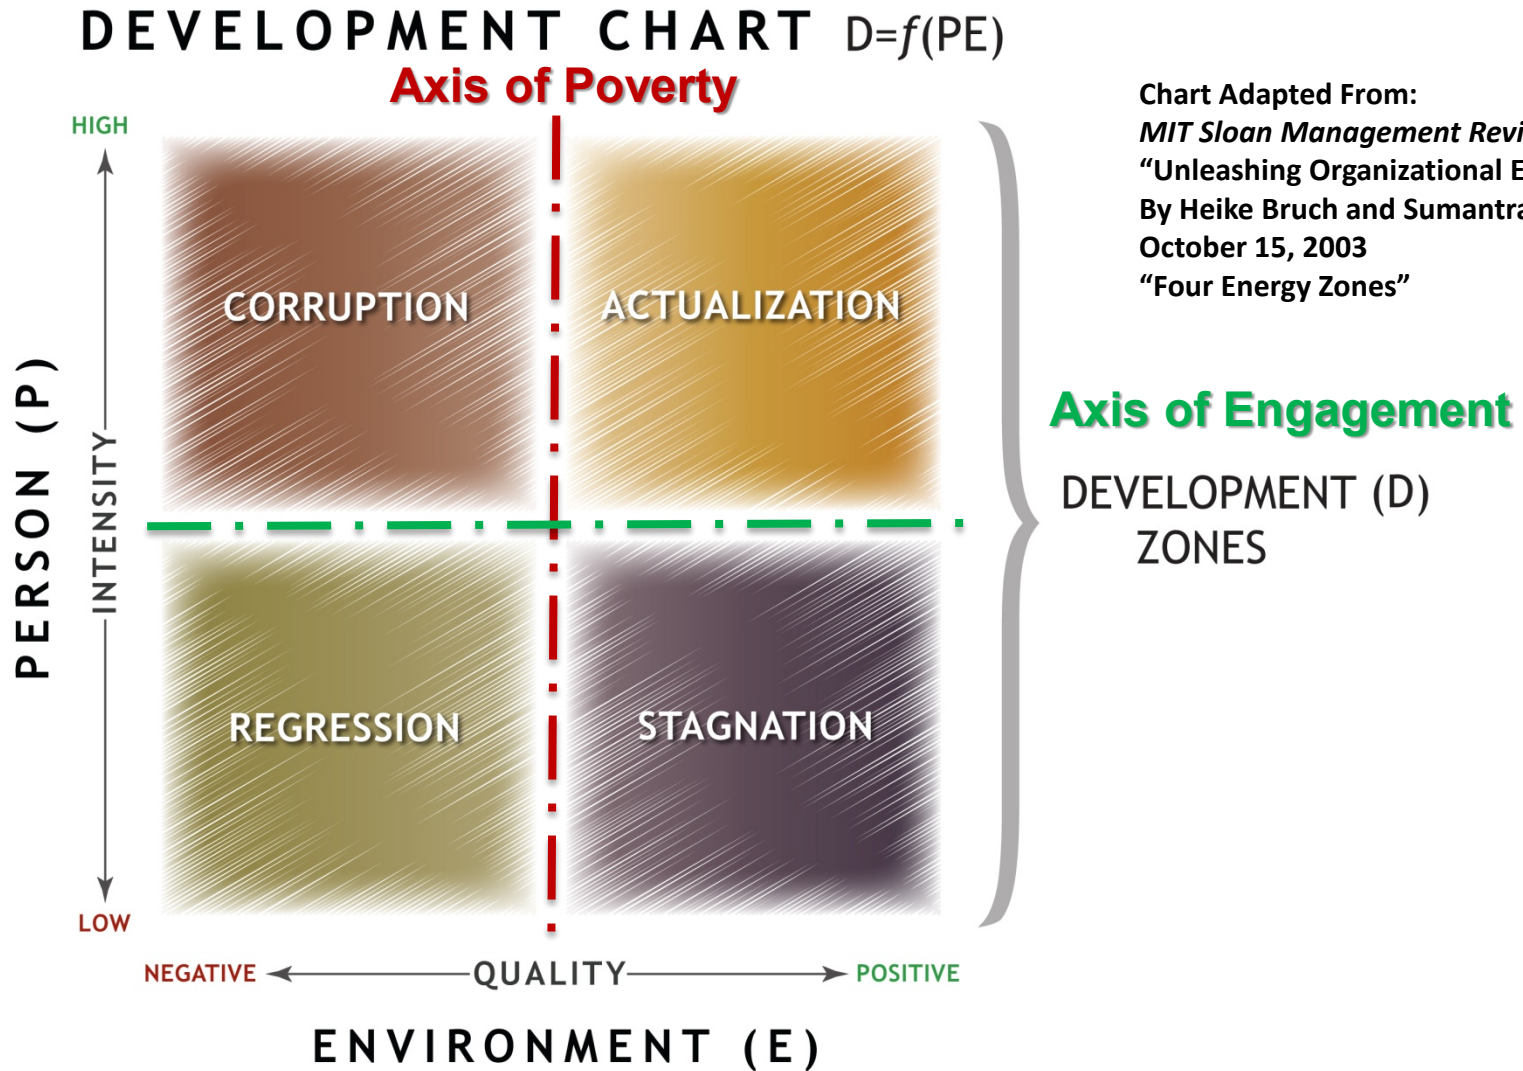 DEVELOPMENT CHART D=f(PE)
Axis of Poverty
Chart Adapted From:
MIT Sloan Management Revi
“Unleashing Organizational E
By Heike Bruch and Sumantra
October 15, 2003
“Four Energy Zones”
HIGH
CORRUPTION
ACTUALIZATION
PERSON (P)
INTENSITY
Axis of Engagement
DEVELOPMENT (D)
ZONES
REGRESSION
STAGNATION
LOW
NEGATIVE
QUALITY
POSITIVE
ENVIRONMENT (E)